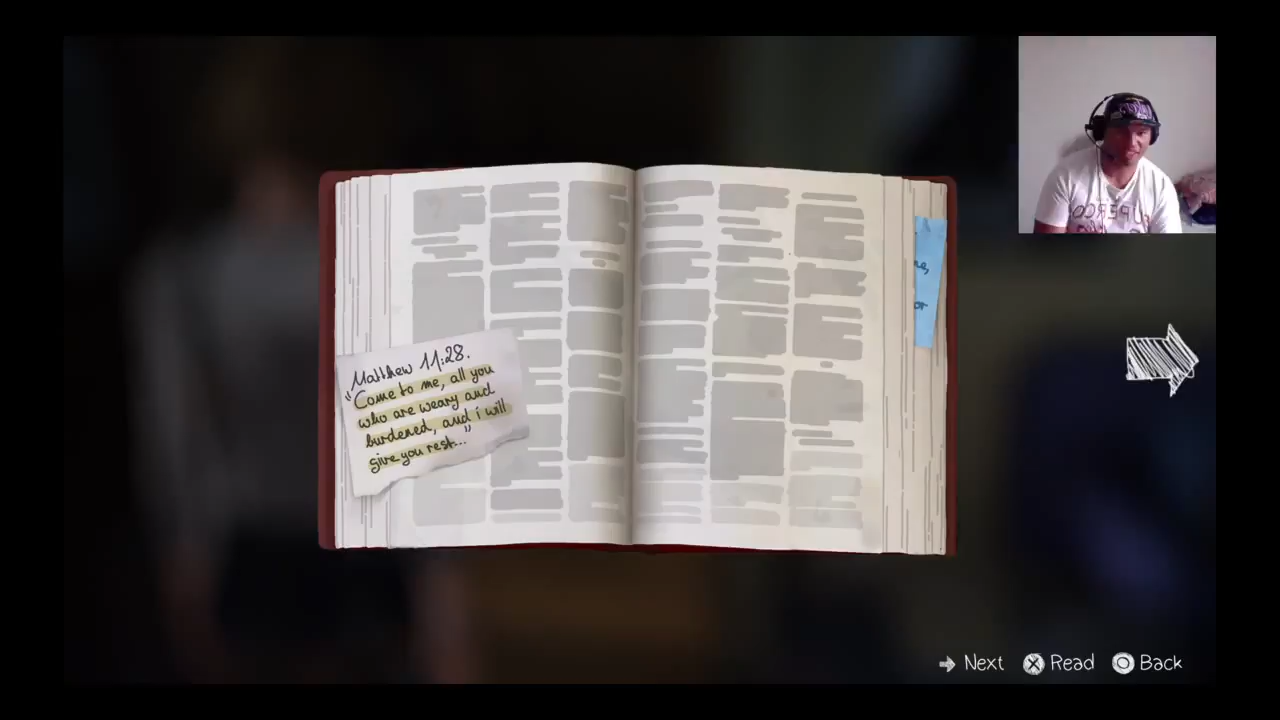 Matthew 11:28.
"Come to me, all you
who are weary and
burdened, and i will
give you rest..."
Next
Read
Back